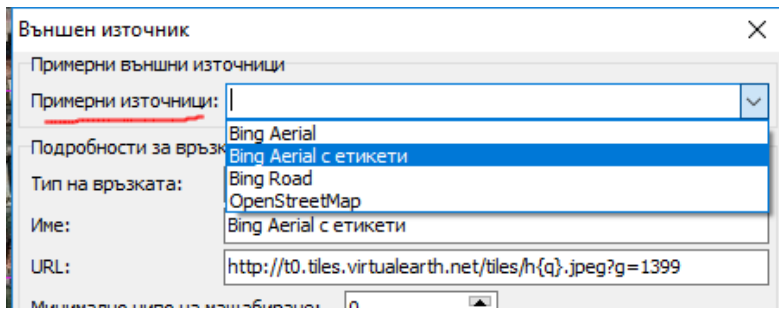 Външен източник
Примерни външни източници
Примерни източници:
Bing Aerial
Bing Aerial с етикети
Bing Road
OpenStreetMap
Подробности за връзк
Тип на връзката:
Име: Bing Aerial с етикети
URL: http://t0.tiles.virtualearth.net/tiles/h{q}.jpeg?g=1399